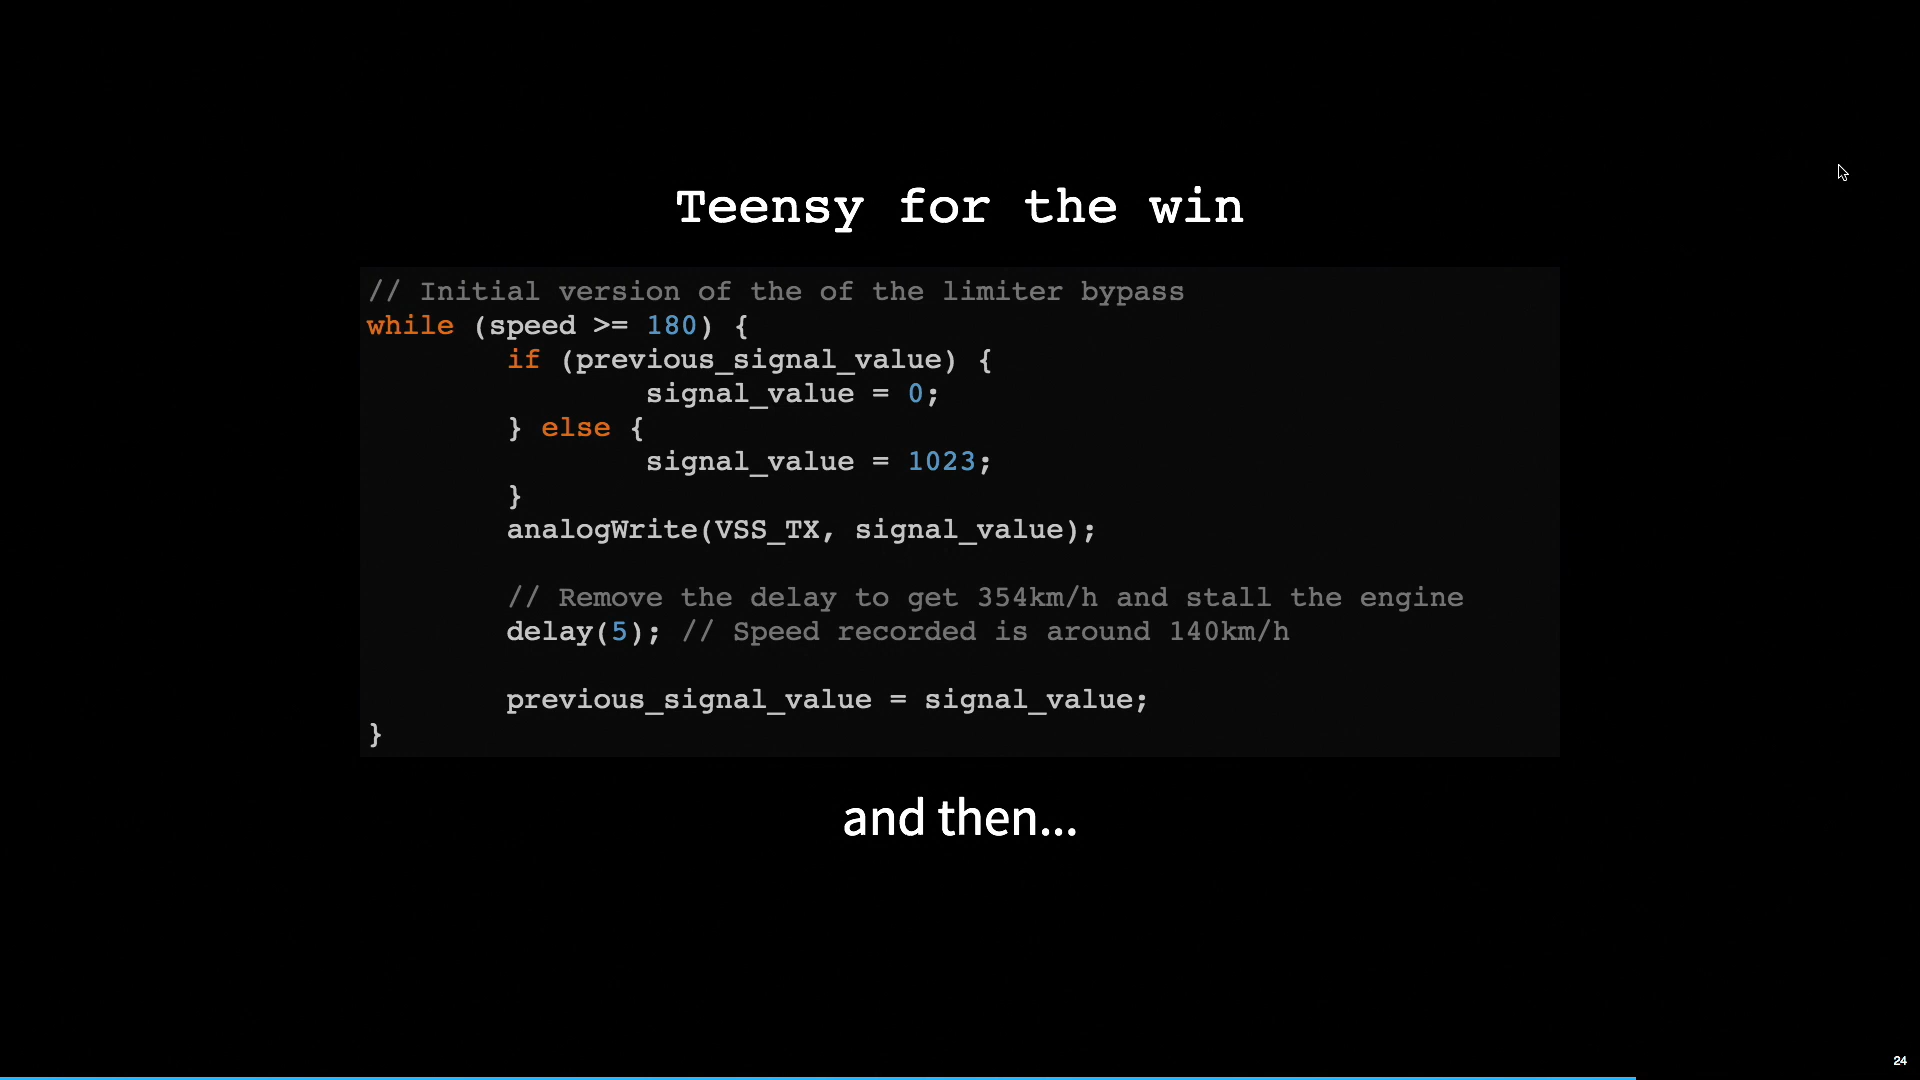 Teensy for the win
// Initial version of the of the limiter bypass
while (speed >= 180) {
        if (previous_signal_value) {
                signal_value = 0;
        } else {
                signal_value = 1023;
        }
        analogWrite(VSS_TX, signal_value);

        // Remove the delay to get 354km/h and stall the engine
        delay(5); // Speed recorded is around 140km/h

        previous_signal_value = signal_value;
}
and then...
24